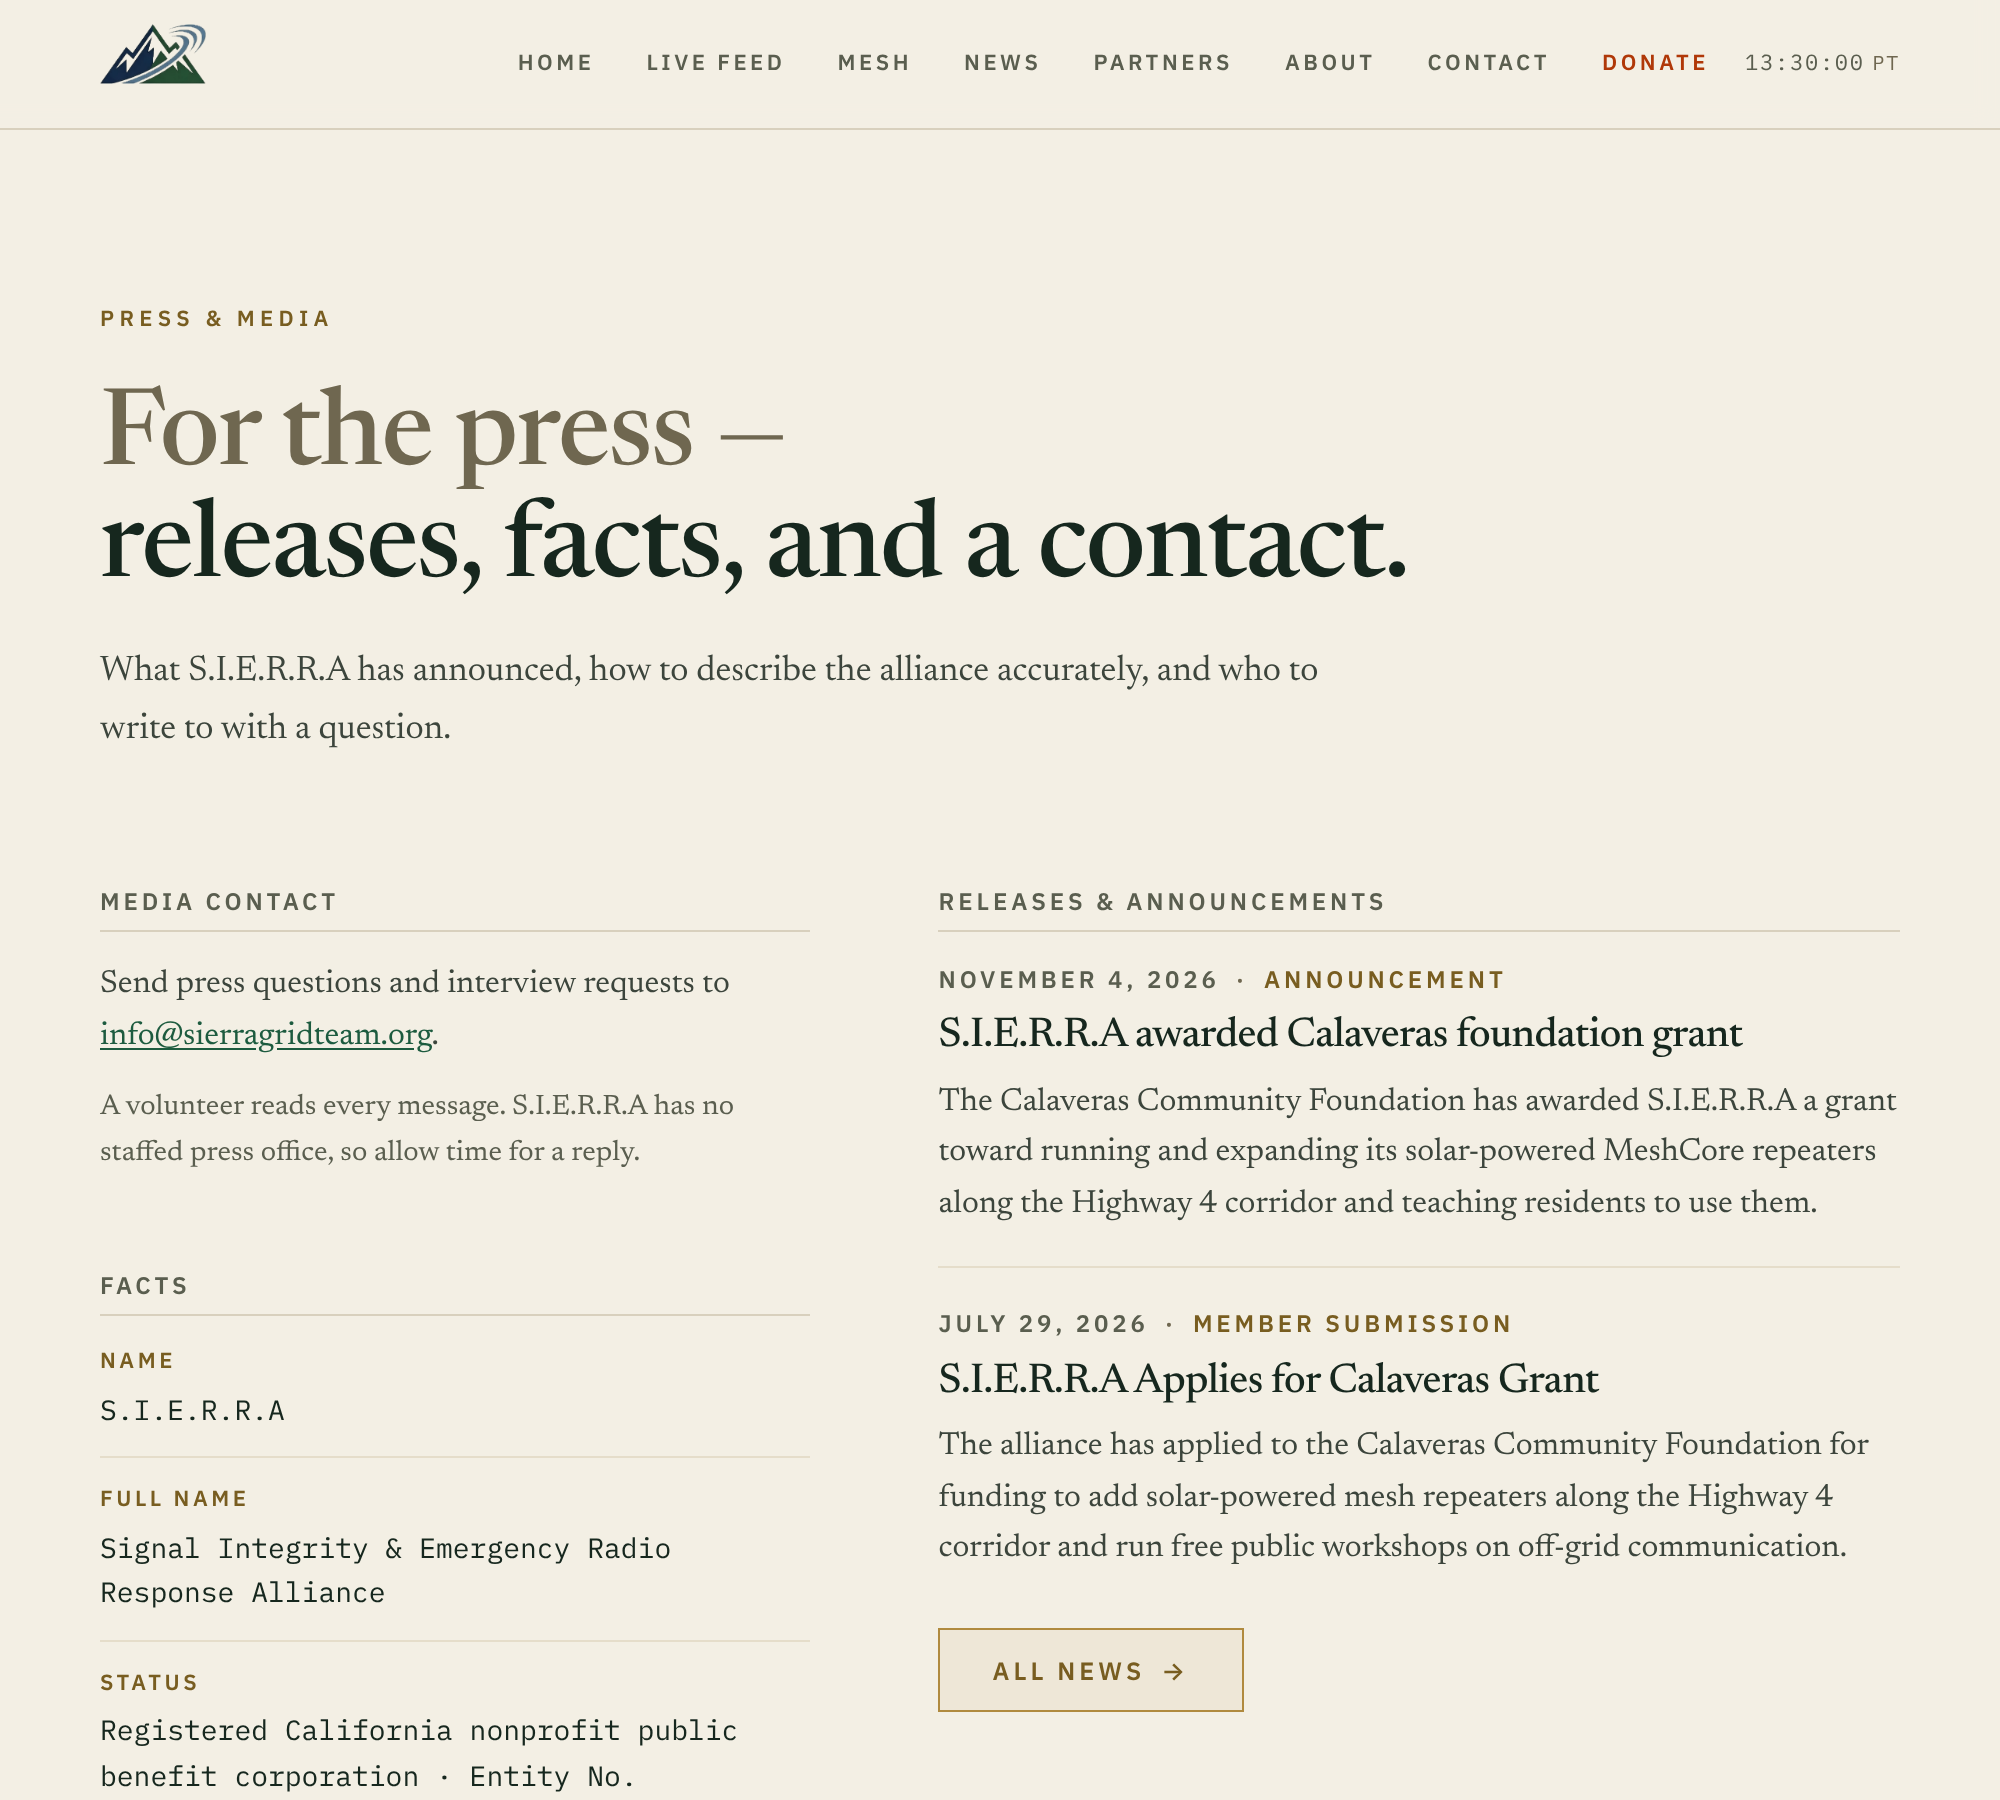 HOME LIVE FEED MESH NEWS PARTNERS ABOUT CONTACT DONATE 13:30:00 PT
PRESS & MEDIA
For the press —
releases, facts, and a contact.
What S.I.E.R.R.A has announced, how to describe the alliance accurately, and who to
write to with a question.
MEDIA CONTACT
Send press questions and interview requests to
info@sierragridteam.org.
A volunteer reads every message. S.I.E.R.R.A has no
staffed press office, so allow time for a reply.
FACTS
NAME
S.I.E.R.R.A
FULL NAME
Signal Integrity & Emergency Radio
Response Alliance
STATUS
Registered California nonprofit public
benefit corporation · Entity No.
RELEASES & ANNOUNCEMENTS
NOVEMBER 4, 2026 · ANNOUNCEMENT
S.I.E.R.R.A awarded Calaveras foundation grant
The Calaveras Community Foundation has awarded S.I.E.R.R.A a grant
toward running and expanding its solar-powered MeshCore repeaters
along the Highway 4 corridor and teaching residents to use them.
JULY 29, 2026 · MEMBER SUBMISSION
S.I.E.R.R.A Applies for Calaveras Grant
The alliance has applied to the Calaveras Community Foundation for
funding to add solar-powered mesh repeaters along the Highway 4
corridor and run free public workshops on off-grid communication.
ALL NEWS →